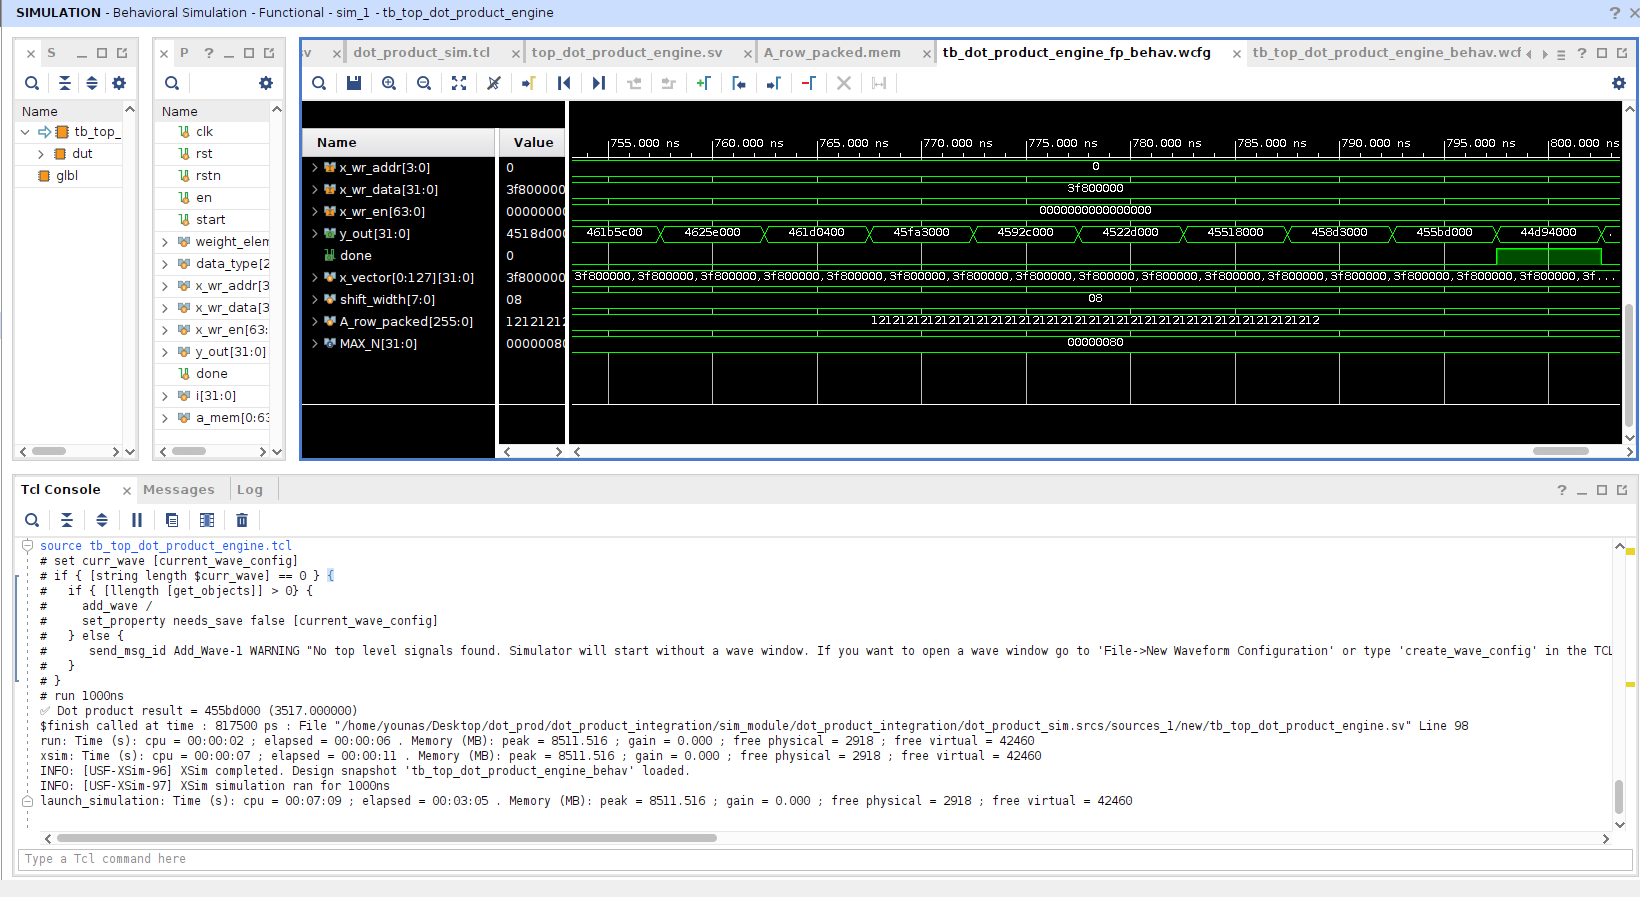 SIMULATION - Behavioral Simulation - Functional - sim_1 - tb_top_dot_product_engine
S
Name
tb_top_
dut
glbl
P
Name
clk
rst
rstn
en
start
weight_elem
data_type[2
x_wr_addr[3
x_wr_data[3
x_wr_en[63:
y_out[31:0]
done
i[31:0]
a_mem[0:63
sv
dot_product_sim.tcl
top_dot_product_engine.sv
A_row_packed.mem
tb_dot_product_engine_fp_behav.wcfg
tb_top_dot_product_engine_behav.wcf
Name Value
755.000 ns 760.000 ns 765.000 ns 770.000 ns 775.000 ns 780.000 ns 785.000 ns 790.000 ns 795.000 ns 800.000 ns
x_wr_addr[3:0] 0 0
x_wr_data[31:0] 3f800000 3f800000
x_wr_en[63:0] 00000000 0000000000000000
y_out[31:0] 4518d000 461b5c00 4625e000 461d0400 45fa3000 4592c000 4522d000 45518000 458d3000 455bd000 44d94000 .
done 0
x_vector[0:127][31:0] 3f800000 3f800000,3f800000,3f800000,3f800000,3f800000,3f800000,3f800000,3f800000,3f800000,3f800000,3f800000,3f800000,3f800000,3f800000,3f800000,3f800000,3f...
shift_width[7:0] 08 08
A_row_packed[255:0] 12121212 1212121212121212121212121212121212121212121212121212121212121212
MAX_N[31:0] 00000080 00000080
Tcl Console
Messages
Log
source tb_top_dot_product_engine.tcl
# set curr_wave [current_wave_config]
# if { [string length $curr_wave] == 0 } {
#   if { [llength [get_objects]] > 0} {
#     add_wave /
#     set_property needs_save false [current_wave_config]
#   } else {
#      send_msg_id Add_Wave-1 WARNING "No top level signals found. Simulator will start without a wave window. If you want to open a wave window go to 'File->New Waveform Configuration' or type 'create_wave_config' in the TCL
#   }
# }
# run 1000ns
✅ Dot product result = 455bd000 (3517.000000)
$finish called at time : 817500 ps : File "/home/younas/Desktop/dot_prod/dot_product_integration/sim_module/dot_product_integration/dot_product_sim.srcs/sources_1/new/tb_top_dot_product_engine.sv" Line 98
run: Time (s): cpu = 00:00:02 ; elapsed = 00:00:06 . Memory (MB): peak = 8511.516 ; gain = 0.000 ; free physical = 2918 ; free virtual = 42460
xsim: Time (s): cpu = 00:00:07 ; elapsed = 00:00:11 . Memory (MB): peak = 8511.516 ; gain = 0.000 ; free physical = 2918 ; free virtual = 42460
INFO: [USF-XSim-96] XSim completed. Design snapshot 'tb_top_dot_product_engine_behav' loaded.
INFO: [USF-XSim-97] XSim simulation ran for 1000ns
launch_simulation: Time (s): cpu = 00:07:09 ; elapsed = 00:03:05 . Memory (MB): peak = 8511.516 ; gain = 0.000 ; free physical = 2918 ; free virtual = 42460
Type a Tcl command here